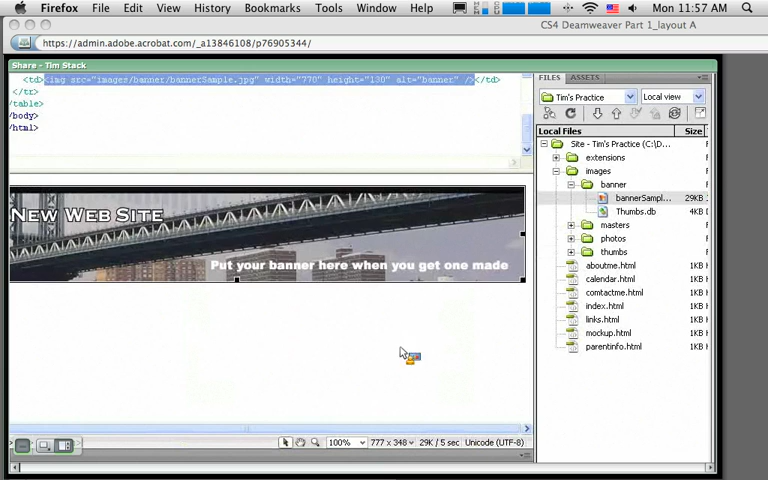 Firefox File Edit View History Bookmarks Tools Window Help Mon 11:57 AM
CS4 Deamweaver Part 1_layout A
https://admin.adobe.acrobat.com/_a13846108/p76905344/
Share - Tim Stack
<td><img src="images/banner/bannerSample.jpg" width="770" height="130" alt="banner" /></td>
</tr>
/table>
/body>
/html>
FILES ASSETS
Tim's Practice Local view
Local Files Size
Site - Tim's Practice (C:\D...
extensions
images
banner
bannerSampl... 29KB
Thumbs.db 4KB
masters
photos
thumbs
aboutme.html 1KB
calendar.html 1KB
comtactme.html 1KB
index.html 1KB
links.html 1KB
mockup.html 1KB
parentinfo.html 1KB
New Web Site
Put your banner here when you get one made
100% 777 x 348 29K / 5 sec Unicode (UTF-8)